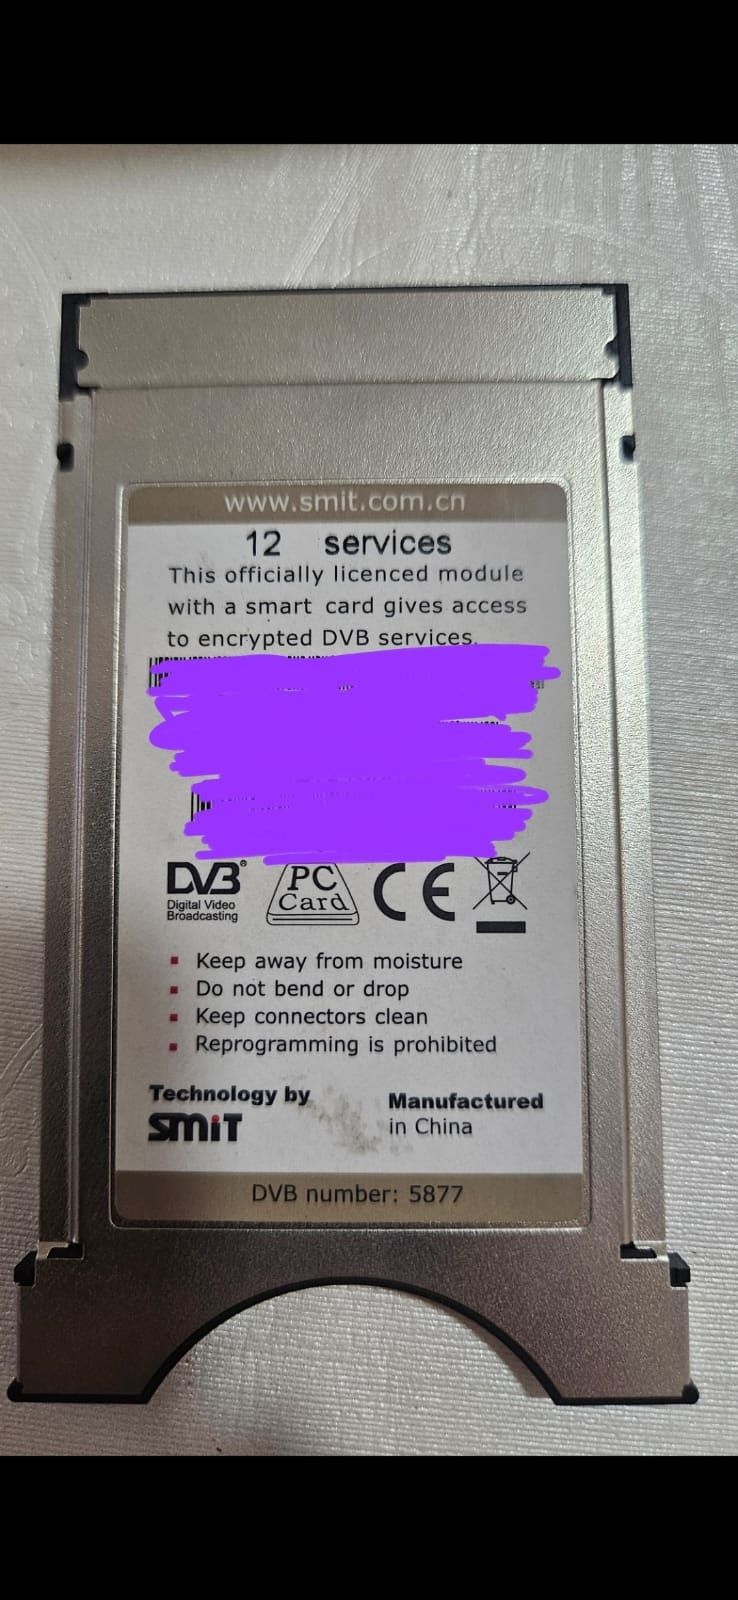 www.smit.com.cn
12 services
This officially licenced module
with a smart card gives access
to encrypted DVB services.
DVB®
Digital Video
Broadcasting
PC
Card
CE
Keep away from moisture
Do not bend or drop
Keep connectors clean
Reprogramming is prohibited
Technology by
SMiT
Manufactured
in China
DVB number: 5877